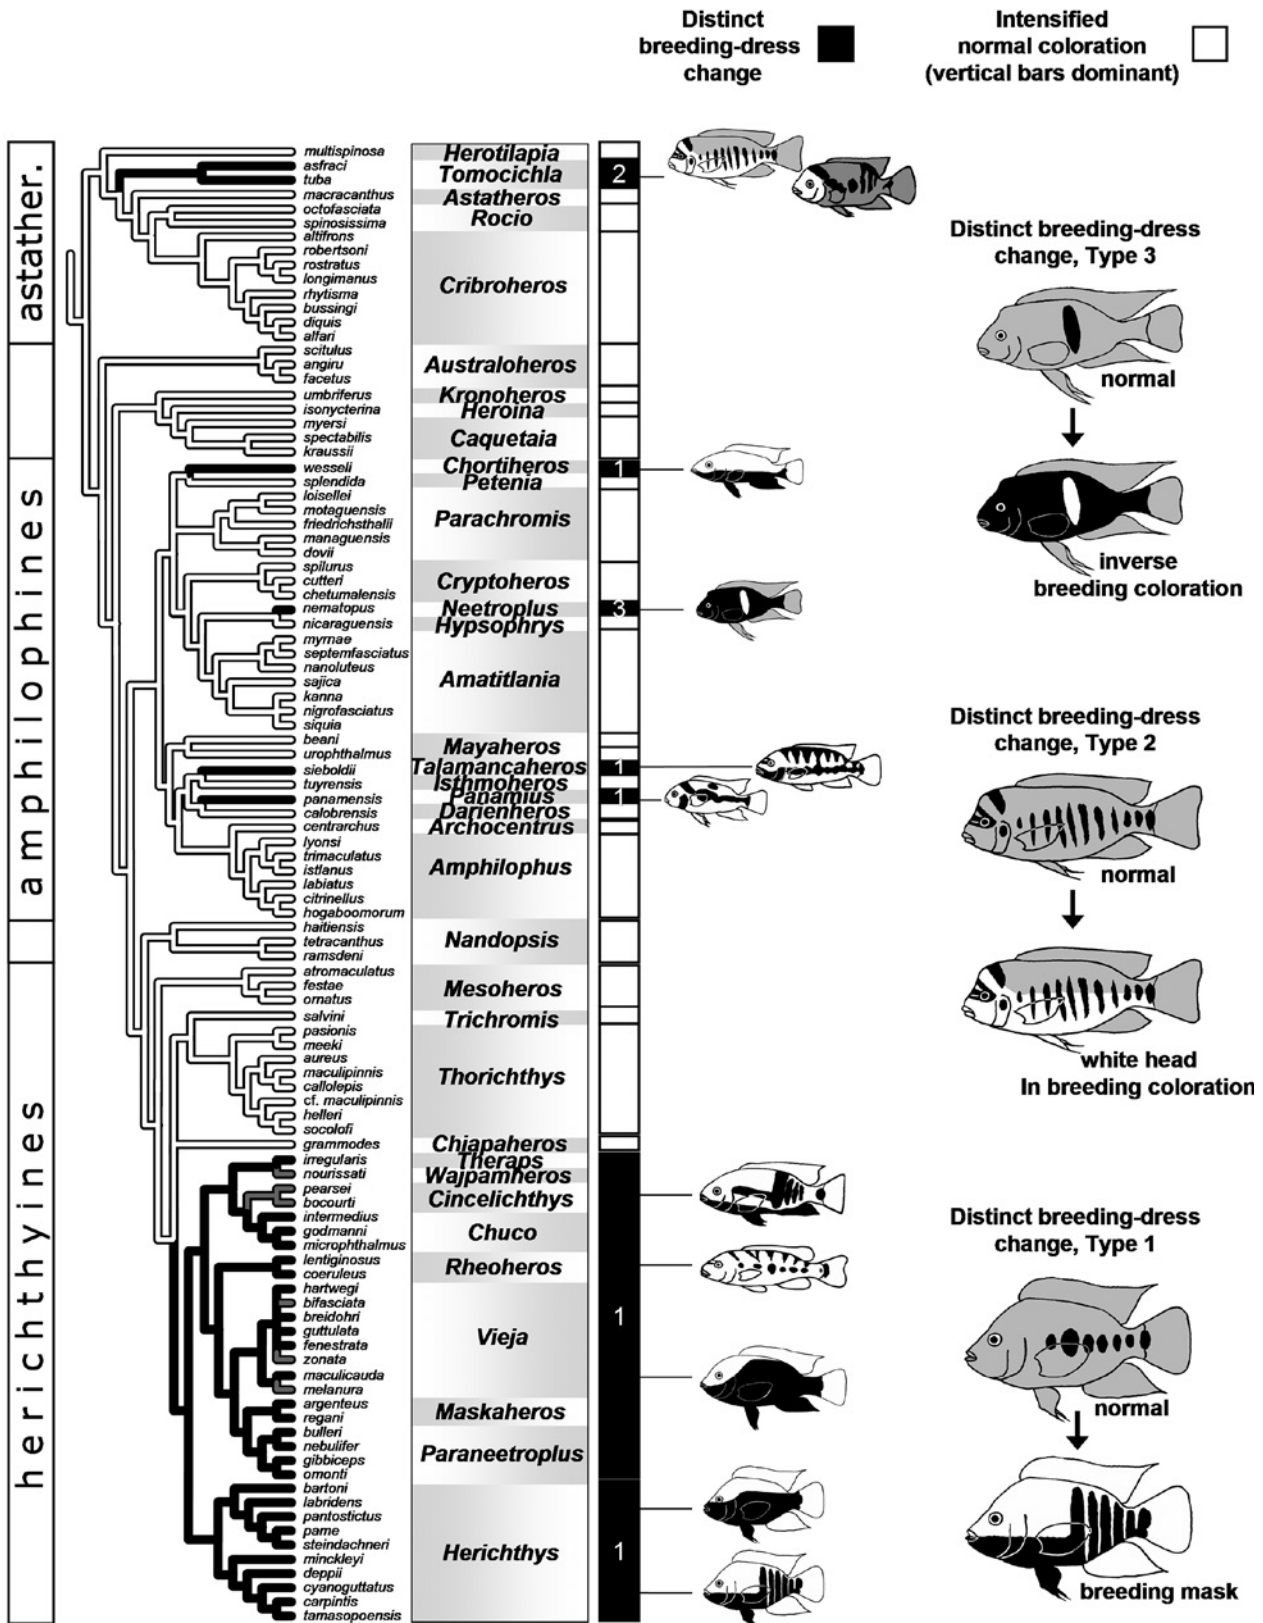 Distinct
breeding-dress
change
Intensified
normal coloration
(vertical bars dominant)
astather.
amphilophines
herichthyines
multispinosa
asfraci
tuba
macracanthus
octofasciata
spinosissima
altifrons
robertsoni
rostratus
longimanus
rhytisma
bussingi
diquis
alfari
scitulus
angiru
facetus
umbriferus
isonycterina
myersi
spectabilis
kraussii
wesseli
splendida
loisellei
motaguensis
friedrichsthalii
managuensis
dovii
spilurus
cutteri
chetumalensis
nematopus
nicaraguensis
myrnae
septemfasciatus
nanoluteus
sajica
kanna
nigrofasciatus
siquia
beani
urophthalmus
sieboldii
tuyrensis
panamensis
calobrensis
centrarchus
lyonsi
trimaculatus
istlanus
labiatus
citrinellus
hogaboomorum
haitiensis
tetracanthus
ramsdeni
atromaculatus
festae
ornatus
salvini
pasionis
meeki
aureus
maculipinnis
callolepis
cf. maculipinnis
helleri
socolofi
grammodes
irregularis
nourissati
pearsei
bocourti
intermedius
godmanni
microphthalmus
lentiginosus
coeruleus
hartwegi
bifasciata
breidohri
guttulata
fenestrata
zonata
maculicauda
melanura
argenteus
regani
bulleri
nebulifer
gibbiceps
omonti
bartoni
labridens
pantostictus
pame
steindachneri
minckleyi
deppii
cyanoguttatus
carpintis
tamasopoensis
Herotilapia
Tomocichla
Astatheros
Rocio
Cribroheros
Australoheros
Kronoheros
Heroina
Caquetaia
Chortiheros
Petenia
Parachromis
Cryptoheros
Neetroplus
Hypsophrys
Amatitlania
Mayaheros
Talamancaheros
Isthmoheros
Panamius
Darienheros
Archocentrus
Amphilophus
Nandopsis
Mesoheros
Trichromis
Thorichthys
Chiapaheros
Theraps
Wajpamheros
Cincelichthys
Chuco
Rheoheros
Vieja
Maskaheros
Paraneetroplus
Herichthys
2
1
3
1
1
1
1
Distinct breeding-dress
change, Type 3
normal
inverse
breeding coloration
Distinct breeding-dress
change, Type 2
normal
white head
In breeding coloration
Distinct breeding-dress
change, Type 1
normal
breeding mask